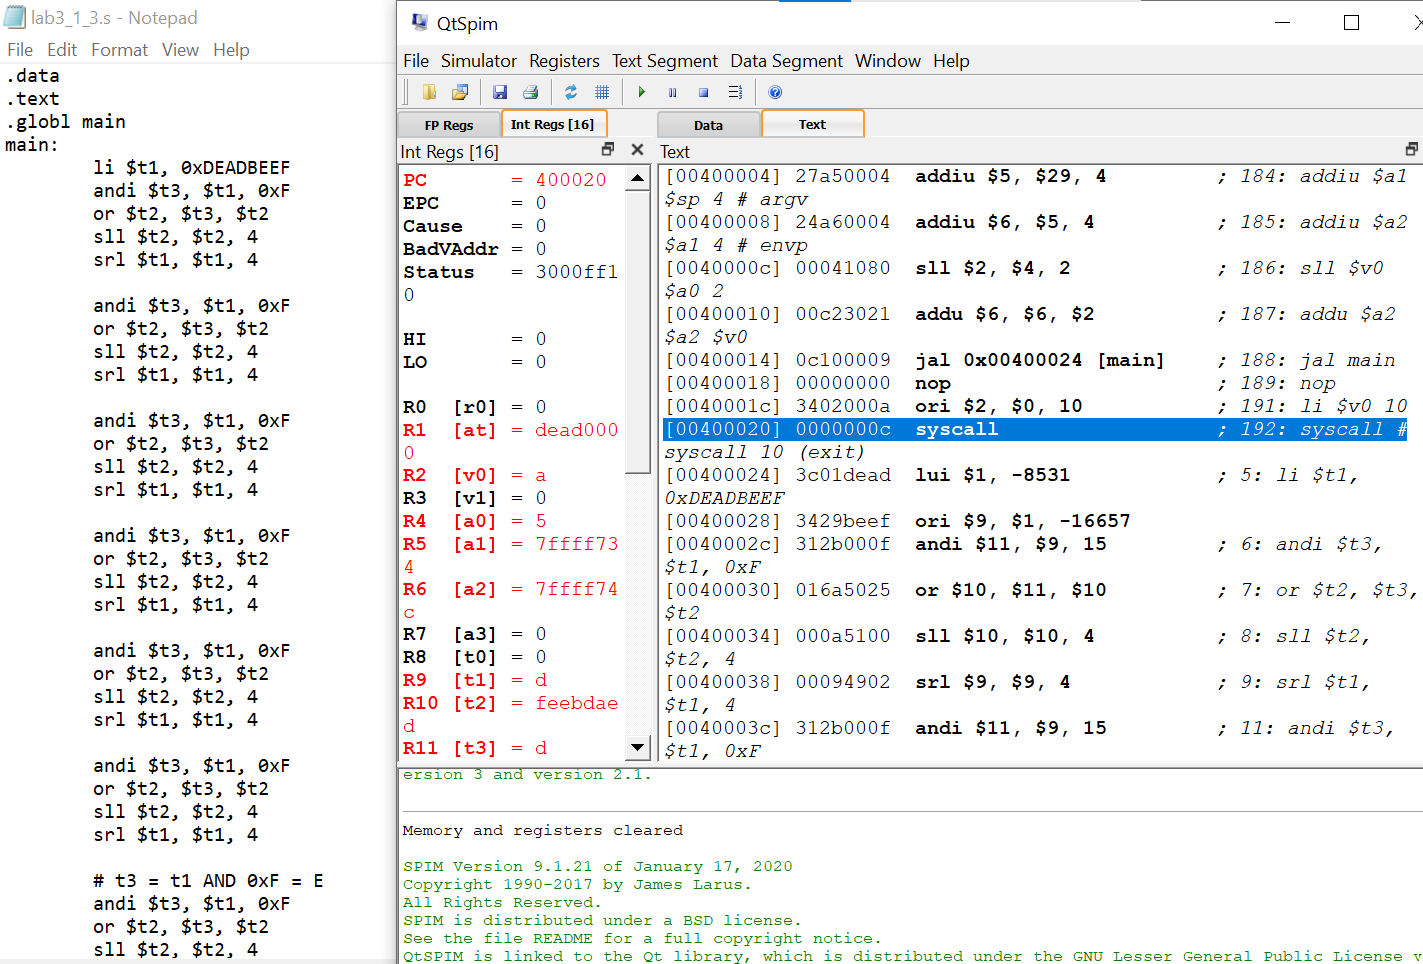 lab3_1_3.s - Notepad
File Edit Format View Help
.data
.text
.globl main
main:
li $t1, 0xDEADBEEF
andi $t3, $t1, 0xF
or $t2, $t3, $t2
sll $t2, $t2, 4
srl $t1, $t1, 4
andi $t3, $t1, 0xF
or $t2, $t3, $t2
sll $t2, $t2, 4
srl $t1, $t1, 4
andi $t3, $t1, 0xF
or $t2, $t3, $t2
sll $t2, $t2, 4
srl $t1, $t1, 4
andi $t3, $t1, 0xF
or $t2, $t3, $t2
sll $t2, $t2, 4
srl $t1, $t1, 4
andi $t3, $t1, 0xF
or $t2, $t3, $t2
sll $t2, $t2, 4
srl $t1, $t1, 4
andi $t3, $t1, 0xF
or $t2, $t3, $t2
sll $t2, $t2, 4
srl $t1, $t1, 4
# t3 = t1 AND 0xF = E
andi $t3, $t1, 0xF
or $t2, $t3, $t2
sll $t2, $t2, 4
QtSpim
File Simulator Registers Text Segment Data Segment Window Help
FP Regs Int Regs [16]
Int Regs [16]
PC = 400020
EPC = 0
Cause = 0
BadVAddr = 0
Status = 3000ff1
0
HI = 0
LO = 0
R0 [r0] = 0
R1 [at] = dead000
0
R2 [v0] = a
R3 [v1] = 0
R4 [a0] = 5
R5 [a1] = 7ffff73
4
R6 [a2] = 7ffff74
c
R7 [a3] = 0
R8 [t0] = 0
R9 [t1] = d
R10 [t2] = feebdae
d
R11 [t3] = d
Data Text
Text
[00400004] 27a50004 addiu $5, $29, 4 ; 184: addiu $a1
$sp 4 # argv
[00400008] 24a60004 addiu $6, $5, 4 ; 185: addiu $a2
$a1 4 # envp
[0040000c] 00041080 sll $2, $4, 2 ; 186: sll $v0
$a0 2
[00400010] 00c23021 addu $6, $6, $2 ; 187: addu $a2
$a2 $v0
[00400014] 0c100009 jal 0x00400024 [main] ; 188: jal main
[00400018] 00000000 nop ; 189: nop
[0040001c] 3402000a ori $2, $0, 10 ; 191: li $v0 10
[00400020] 0000000c syscall ; 192: syscall #
syscall 10 (exit)
[00400024] 3c01dead lui $1, -8531 ; 5: li $t1,
0xDEADBEEF
[00400028] 3429beef ori $9, $1, -16657
[0040002c] 312b000f andi $11, $9, 15 ; 6: andi $t3,
$t1, 0xF
[00400030] 016a5025 or $10, $11, $10 ; 7: or $t2, $t3,
$t2
[00400034] 000a5100 sll $10, $10, 4 ; 8: sll $t2,
$t2, 4
[00400038] 00094902 srl $9, $9, 4 ; 9: srl $t1,
$t1, 4
[0040003c] 312b000f andi $11, $9, 15 ; 11: andi $t3,
$t1, 0xF
ersion 3 and version 2.1.
Memory and registers cleared
SPIM Version 9.1.21 of January 17, 2020
Copyright 1990-2017 by James Larus.
All Rights Reserved.
SPIM is distributed under a BSD license.
See the file README for a full copyright notice.
QtSPIM is linked to the Qt library, which is distributed under the GNU Lesser General Public License v